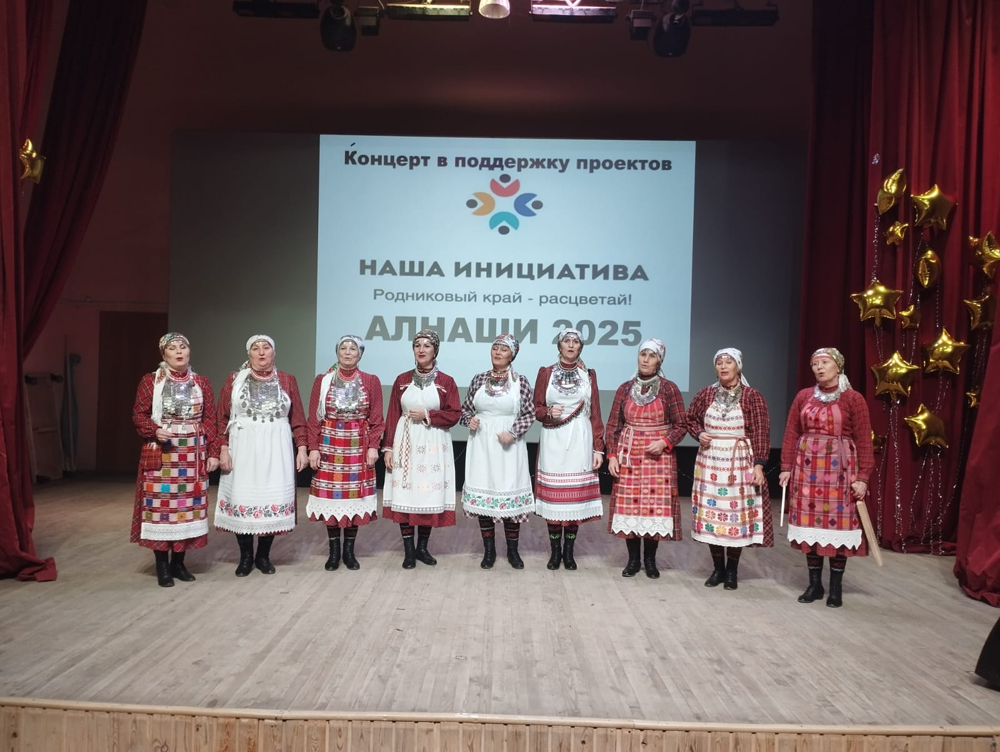 Концерт в поддержку проектов
НАША ИНИЦИАТИВА
Родниковый край - расцветай!
АЛНАШИ 2025